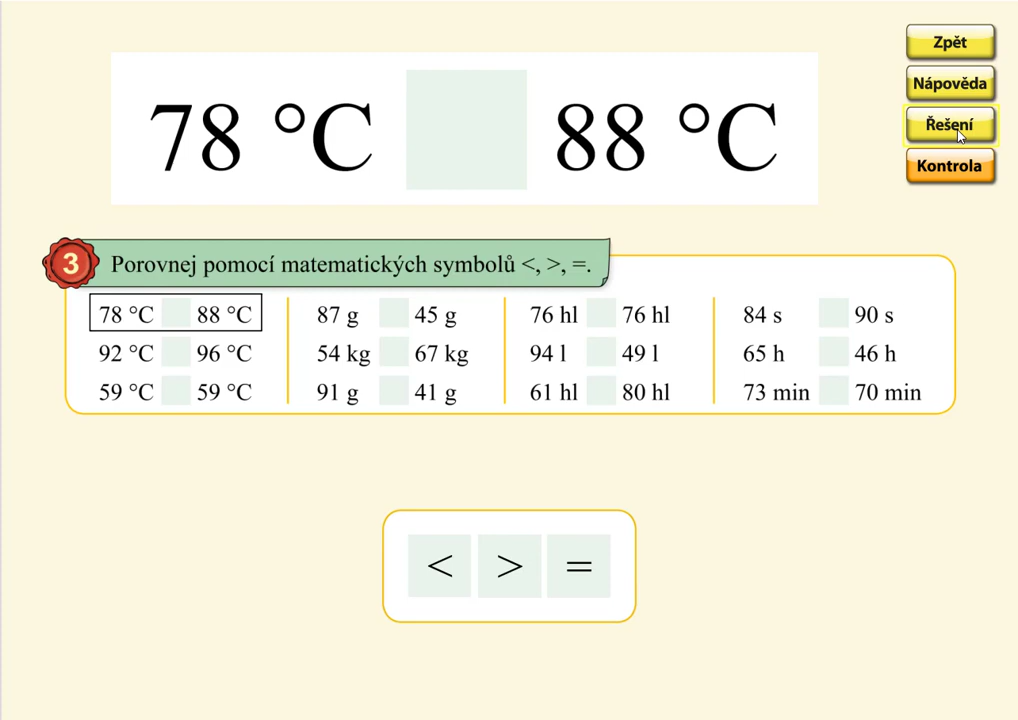 78 °C 88 °C
Zpět
Nápověda
Řešení
Kontrola
3 Porovnej pomocí matematických symbolů <, >, =.
78 °C 88 °C 87 g 45 g 76 hl 76 hl 84 s 90 s
92 °C 96 °C 54 kg 67 kg 94 l 49 l 65 h 46 h
59 °C 59 °C 91 g 41 g 61 hl 80 hl 73 min 70 min
< > =